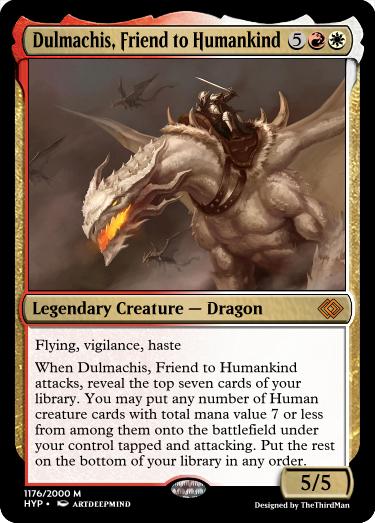 Dulmachis, Friend to Humankind 5
Legendary Creature — Dragon
Flying, vigilance, haste
When Dulmachis, Friend to Humankind
attacks, reveal the top seven cards of your
library. You may put any number of Human
creature cards with total mana value 7 or less
from among them onto the battlefield under
your control tapped and attacking. Put the rest
on the bottom of your library in any order.
5/5
1176/2000 M
HYP • ARTDEEPMIND
Designed by TheThirdMan